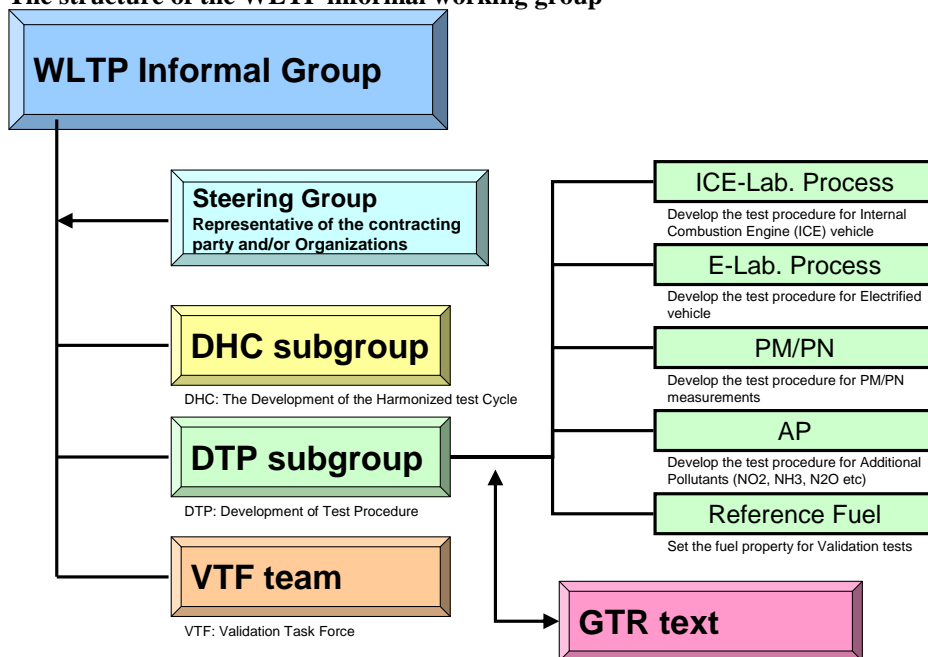 The structure of the WLTP informal working group
WLTP Informal Group
Steering Group
Representative of the contracting
party and/or Organizations
DHC subgroup
DHC: The Development of the Harmonized test Cycle
DTP subgroup
DTP: Development of Test Procedure
VTF team
VTF: Validation Task Force
ICE-Lab. Process
Develop the test procedure for Internal
Combustion Engine (ICE) vehicle
E-Lab. Process
Develop the test procedure for Electrified
vehicle
PM/PN
Develop the test procedure for PM/PN
measurements
AP
Develop the test procedure for Additional
Pollutants (NO2, NH3, N2O etc)
Reference Fuel
Set the fuel property for Validation tests
GTR text